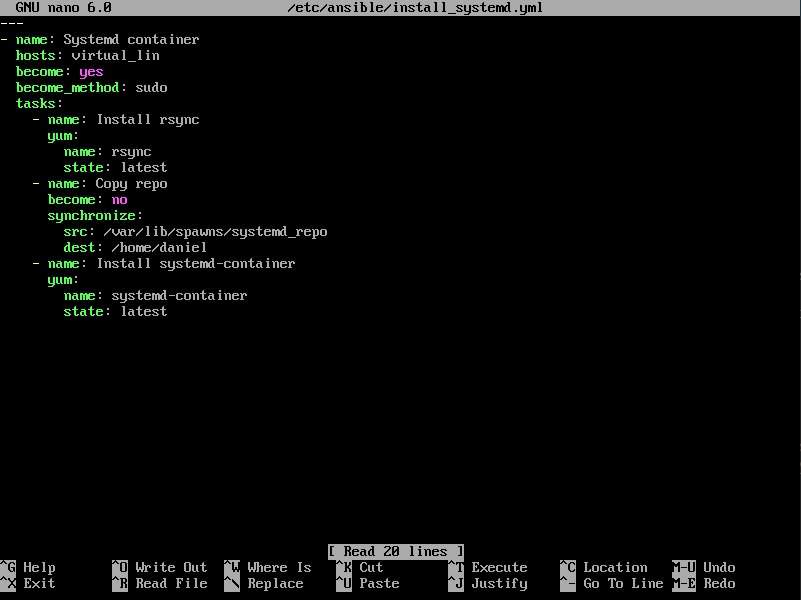 GNU nano 6.0 /etc/ansible/install_systemd.yml
---
- name: Systemd container
  hosts: virtual_lin
  become: yes
  become_method: sudo
  tasks:
    - name: Install rsync
      yum:
        name: rsync
        state: latest
    - name: Copy repo
      become: no
      synchronize:
        src: /var/lib/spawns/systemd_repo
        dest: /home/daniel
    - name: Install systemd-container
      yum:
        name: systemd-container
        state: latest
[ Read 20 lines ]
^G Help ^O Write Out ^W Where Is ^K Cut ^T Execute ^C Location M-U Undo
^X Exit ^R Read File ^\ Replace ^U Paste ^J Justify ^- Go To Line M-E Redo